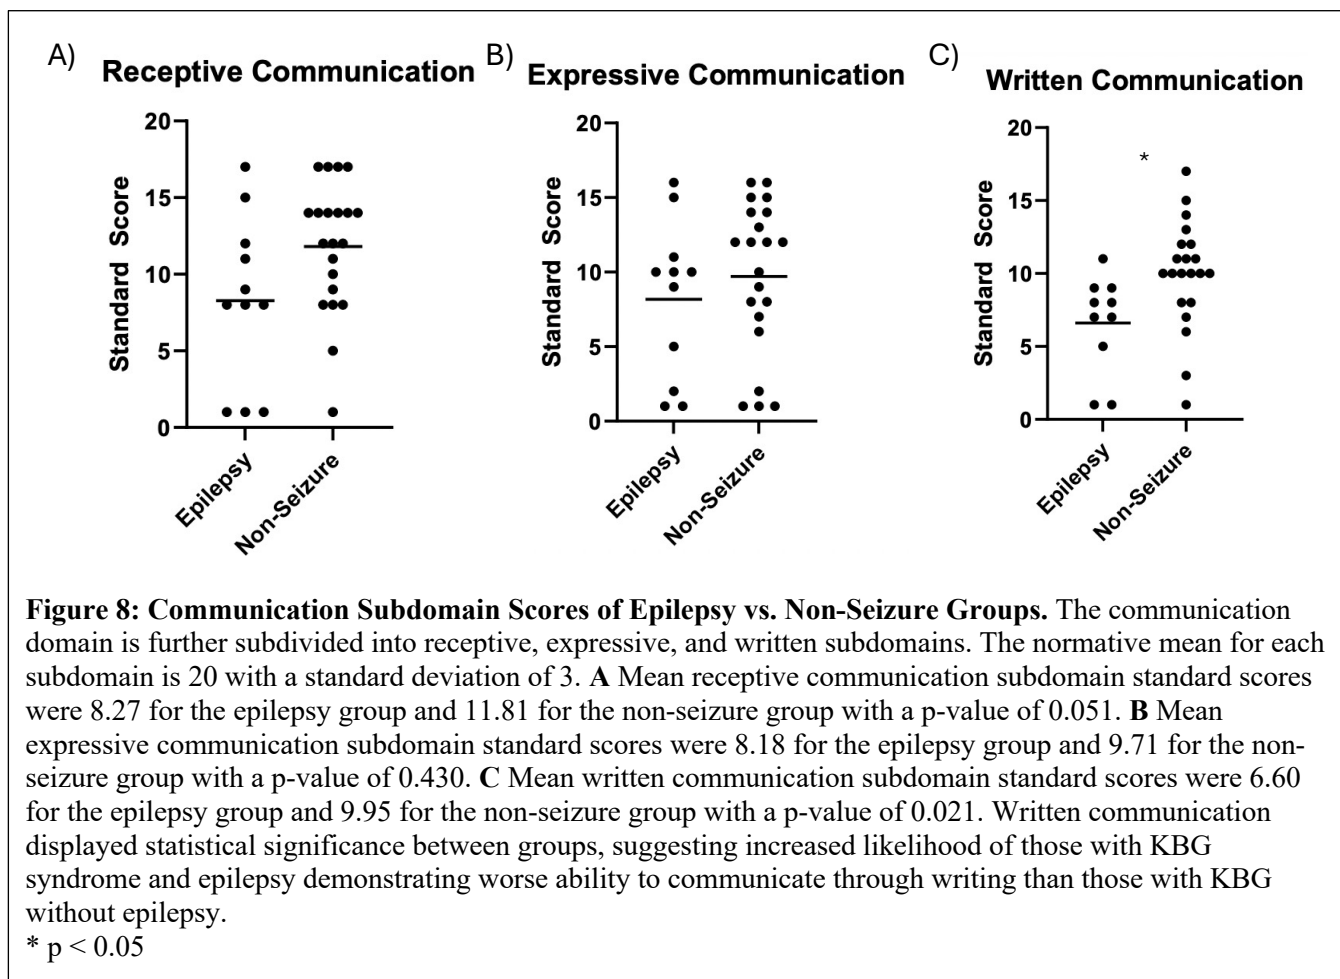 A)
Receptive Communication
20
15
10
5
0
Standard Score
Epilepsy
Non-Seizure
B)
Expressive Communication
20
15
10
5
0
Standard Score
Epilepsy
Non-Seizure
C)
Written Communication
20
15
10
5
0
Standard Score
*
Epilepsy
Non-Seizure
Figure 8: Communication Subdomain Scores of Epilepsy vs. Non-Seizure Groups. The communication
domain is further subdivided into receptive, expressive, and written subdomains. The normative mean for each
subdomain is 20 with a standard deviation of 3. A Mean receptive communication subdomain standard scores
were 8.27 for the epilepsy group and 11.81 for the non-seizure group with a p-value of 0.051. B Mean
expressive communication subdomain standard scores were 8.18 for the epilepsy group and 9.71 for the non-
seizure group with a p-value of 0.430. C Mean written communication subdomain standard scores were 6.60
for the epilepsy group and 9.95 for the non-seizure group with a p-value of 0.021. Written communication
displayed statistical significance between groups, suggesting increased likelihood of those with KBG
syndrome and epilepsy demonstrating worse ability to communicate through writing than those with KBG
without epilepsy.
* p < 0.05